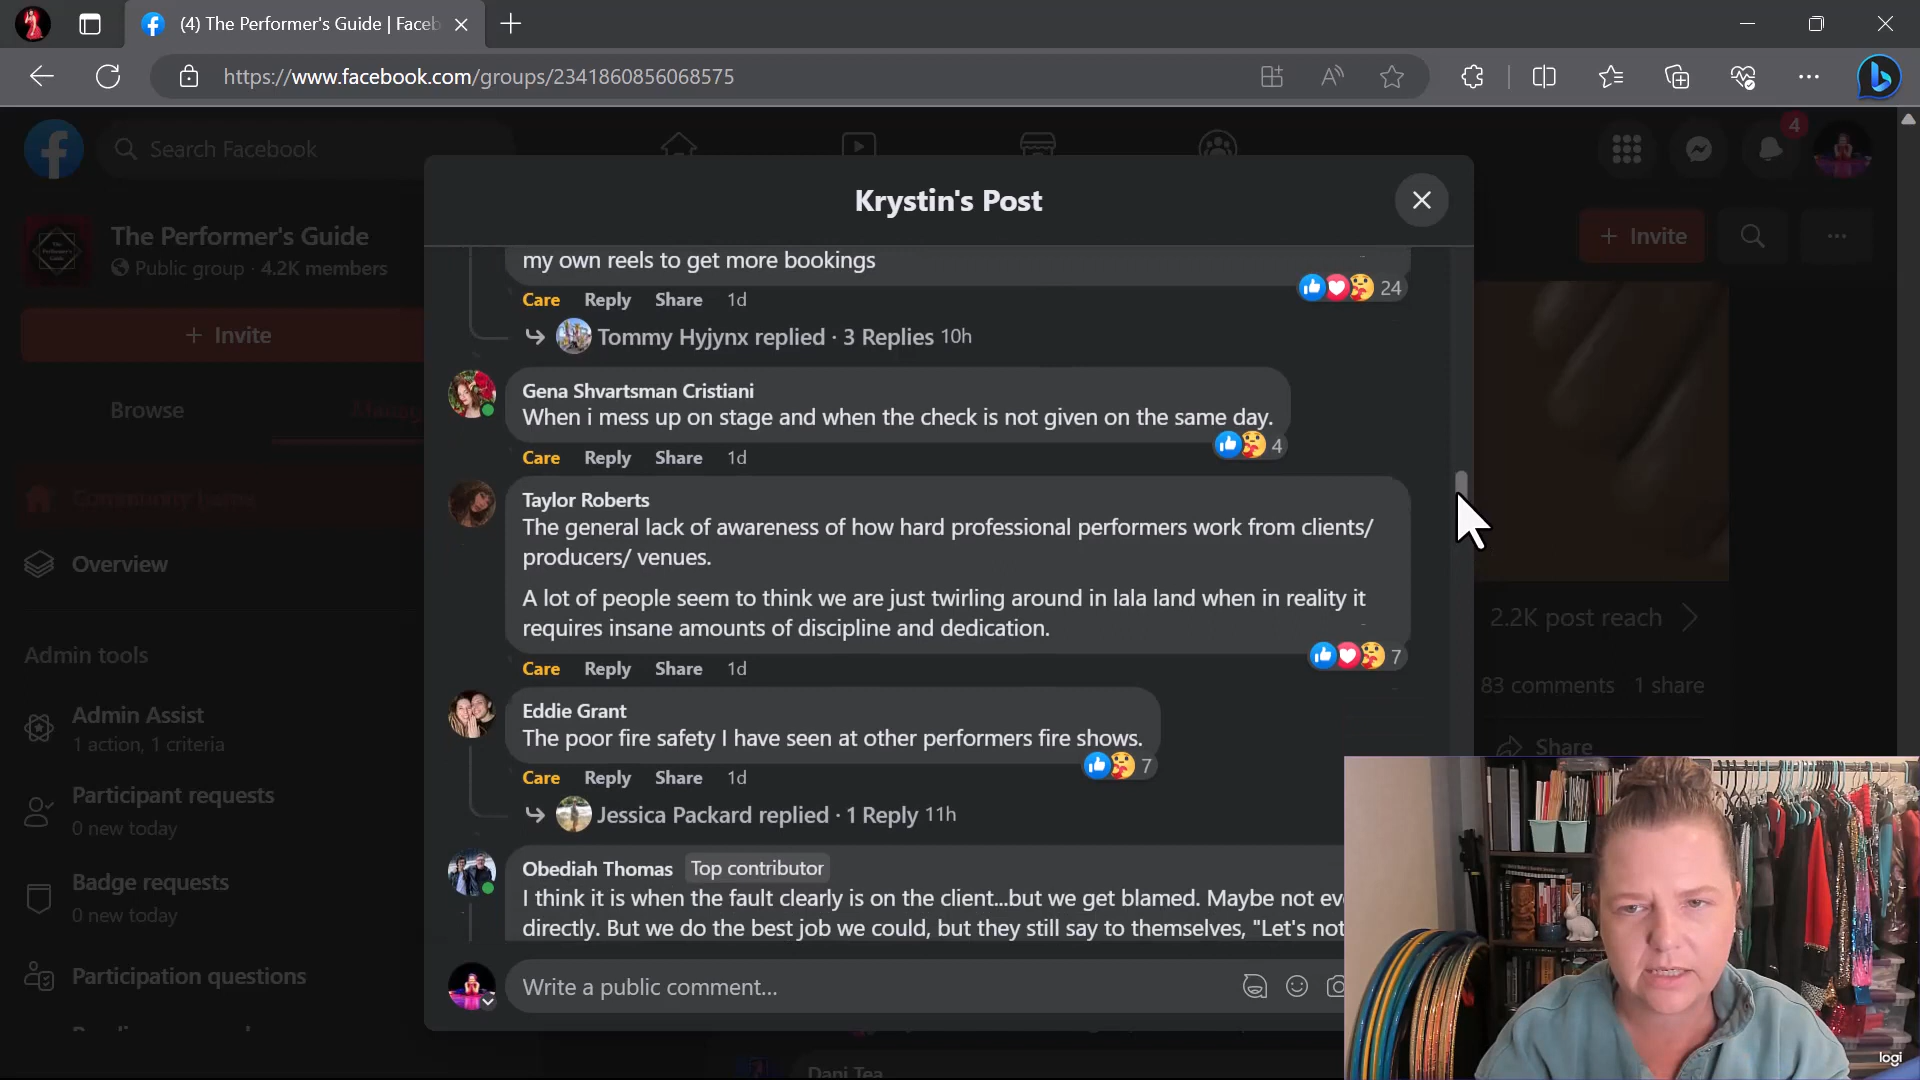 (4) The Performer's Guide | Faceb
https://www.facebook.com/groups/2341860856068575
Search Facebook
4
The Performer's Guide
Public group · 4.2K members
+ Invite
Browse
Community home
Overview
Admin tools
Admin Assist
1 action, 1 criteria
Participant requests
0 new today
Badge requests
0 new today
Participation questions
Krystin's Post
my own reels to get more bookings
24
Care Reply Share 1d
Tommy Hyjynx replied · 3 Replies 10h
Gena Shvartsman Cristiani
When i mess up on stage and when the check is not given on the same day.
4
Care Reply Share 1d
Taylor Roberts
The general lack of awareness of how hard professional performers work from clients/
producers/ venues.
A lot of people seem to think we are just twirling around in lala land when in reality it
requires insane amounts of discipline and dedication.
7
Care Reply Share 1d
Eddie Grant
The poor fire safety I have seen at other performers fire shows.
7
Care Reply Share 1d
Jessica Packard replied · 1 Reply 11h
Obediah Thomas Top contributor
I think it is when the fault clearly is on the client...but we get blamed. Maybe not ev
directly. But we do the best job we could, but they still say to themselves, "Let's not
Write a public comment...
+ Invite
2.2K post reach
83 comments 1 share
Share
Dani Tea
logi